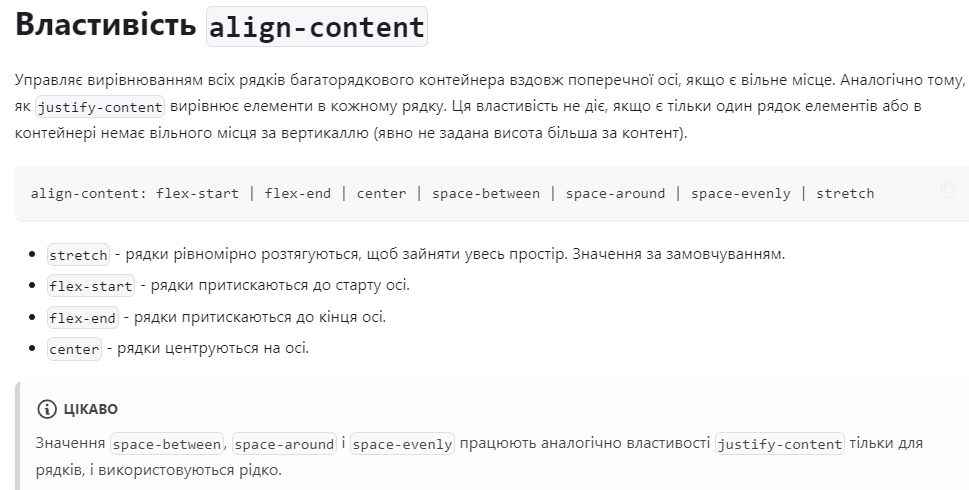 Властивість align-content
Управляє вирівнюванням всіх рядків багаторядкового контейнера вздовж поперечної осі, якщо є вільне місце. Аналогічно тому,
як justify-content вирівнює елементи в кожному рядку. Ця властивість не діє, якщо є тільки один рядок елементів або в
контейнері немає вільного місця за вертикаллю (явно не задана висота більша за контент).
align-content: flex-start | flex-end | center | space-between | space-around | space-evenly | stretch
• stretch - рядки рівномірно розтягуються, щоб зайняти увесь простір. Значення за замовчуванням.
• flex-start - рядки притискаються до старту осі.
• flex-end - рядки притискаються до кінця осі.
• center - рядки центруються на осі.
ЦІКАВО
Значення space-between, space-around і space-evenly працюють аналогічно властивості justify-content тільки для
рядків, і використовуються рідко.